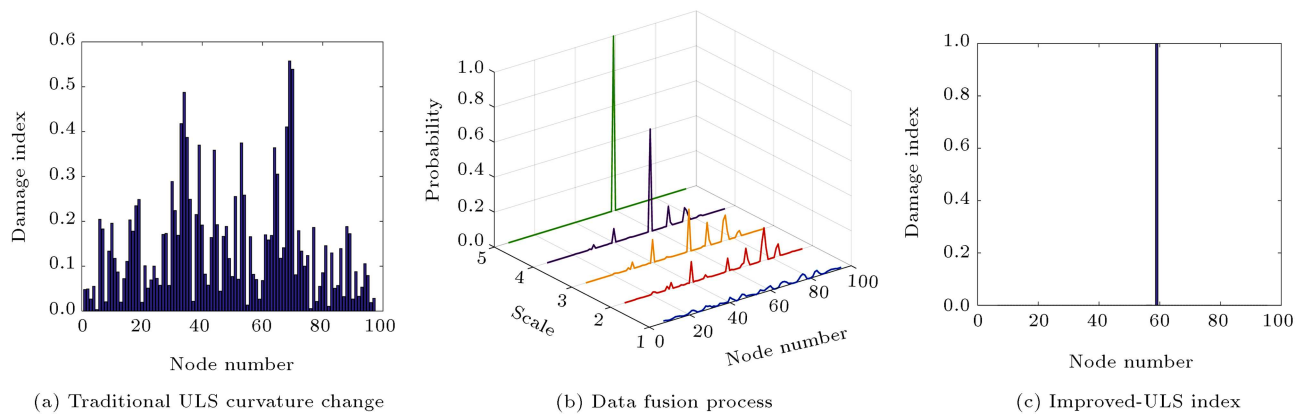 0.6
0.5
0.4
0.3
0.2
0.1
0.0
Damage index
0 20 40 60 80 100
Node number
(a) Traditional ULS curvature change
1.0
0.8
0.6
0.4
0.2
0.0
Probability
5
4
3
2
1
Scale
0
20
40
60
80
100
Node number
(b) Data fusion process
1.0
0.8
0.6
0.4
0.2
0.0
Damage index
0 20 40 60 80 100
Node number
(c) Improved-ULS index